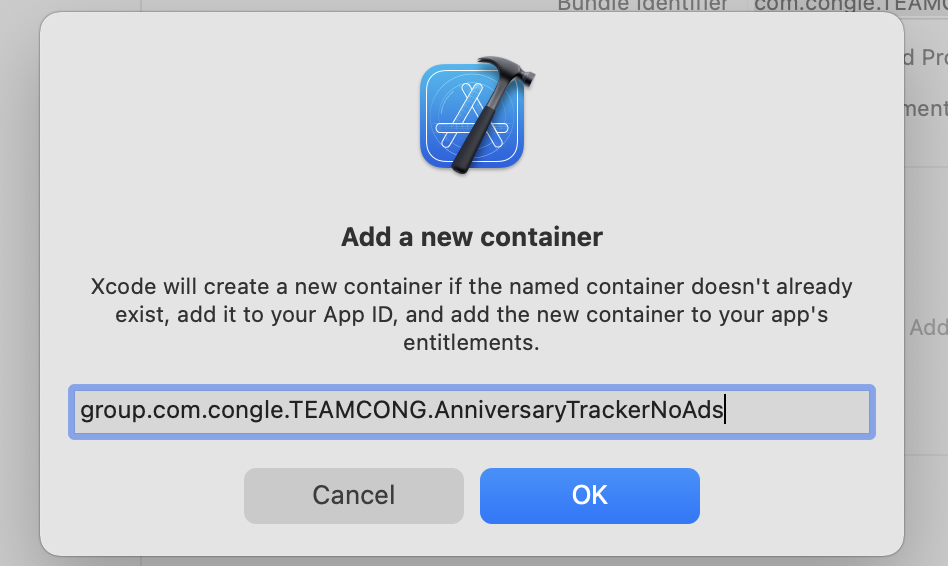 Bundle Identifier com.congle.TEAMC
d Pro
ment
Add a new container
Xcode will create a new container if the named container doesn't already
exist, add it to your App ID, and add the new container to your app's
entitlements.
Add
group.com.congle.TEAMCONG.AnniversaryTrackerNoAds
Cancel OK